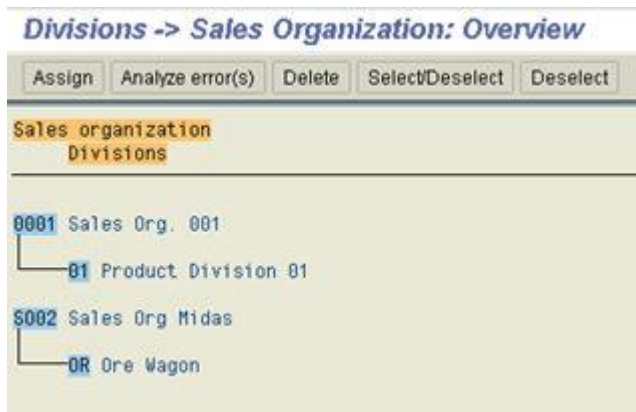 Divisions -> Sales Organization: Overview
Assign Analyze error(s) Delete Select/Deselect Deselect
Sales organization
Divisions
0001 Sales Org. 001
01 Product Division 01
S002 Sales Org Midas
OR Ore Wagon